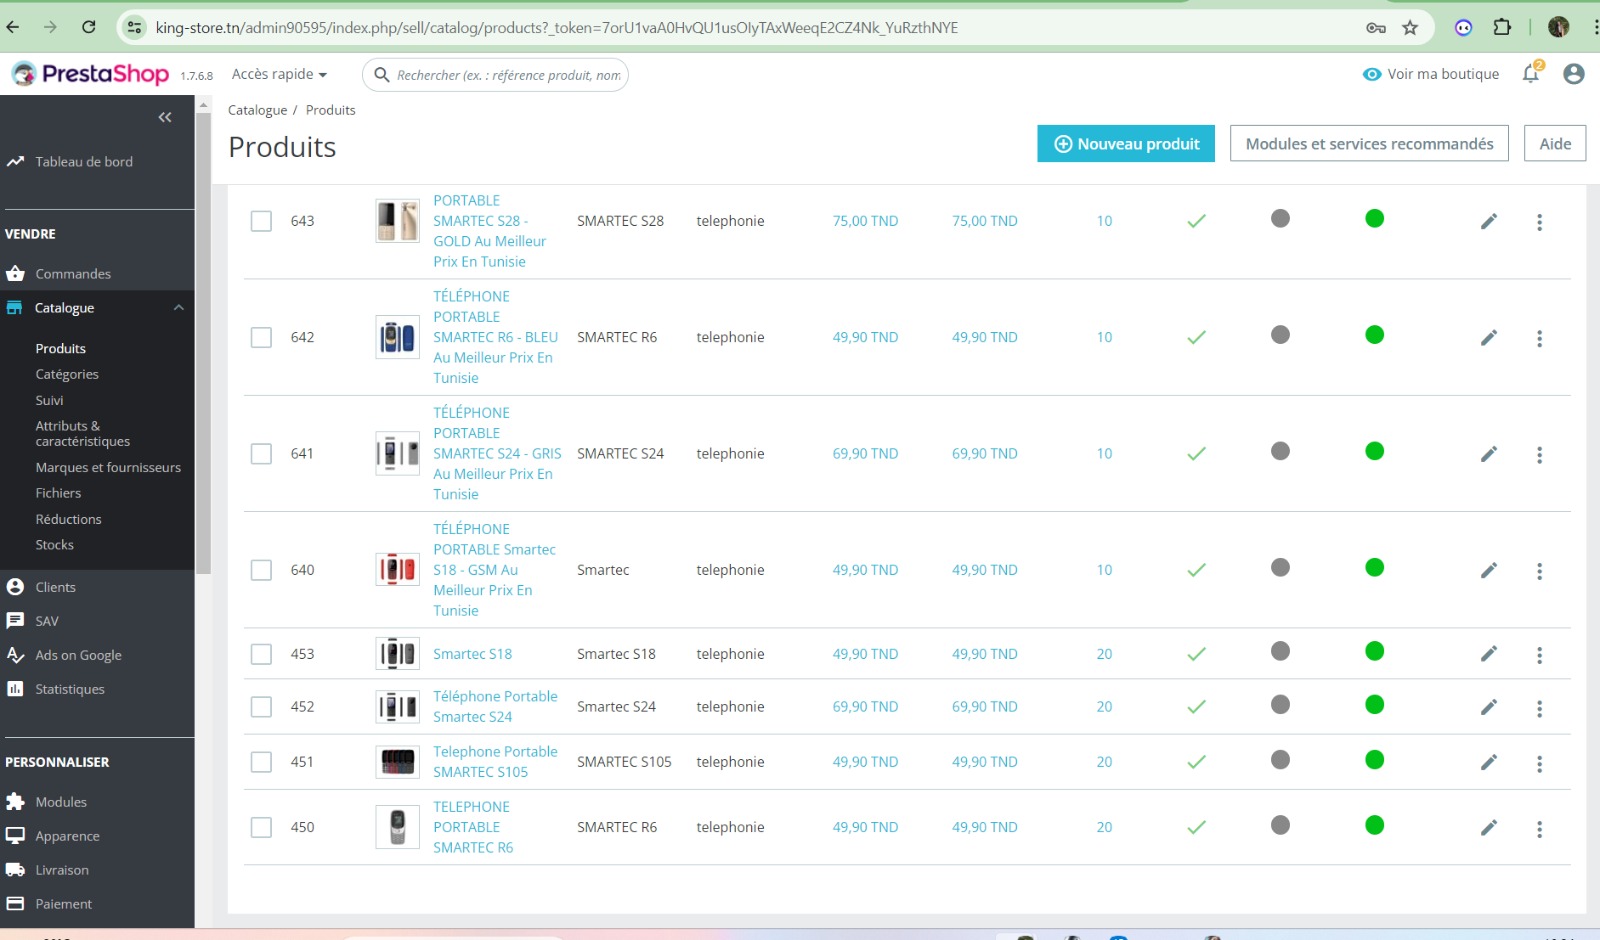 king-store.tn/admin90595/index.php/sell/catalog/products?_token=7orU1vaA0HvQU1usOIyTAxWeeqE2CZ4Nk_YuRzthNYE
PrestaShop 1.7.6.8
Accès rapide
Rechercher (ex. : référence produit, nom
Voir ma boutique
2
Catalogue / Produits
Produits
Nouveau produit
Modules et services recommandés
Aide
Tableau de bord
VENDRE
Commandes
Catalogue
Produits
Catégories
Suivi
Attributs &
caractéristiques
Marques et fournisseurs
Fichiers
Réductions
Stocks
Clients
SAV
Ads on Google
Statistiques
PERSONNALISER
Modules
Apparence
Livraison
Paiement
643
PORTABLE
SMARTEC S28 -
GOLD Au Meilleur
Prix En Tunisie
SMARTEC S28
telephonie
75,00 TND
75,00 TND
10
642
TÉLÉPHONE
PORTABLE
SMARTEC R6 - BLEU
Au Meilleur Prix En
Tunisie
SMARTEC R6
telephonie
49,90 TND
49,90 TND
10
641
TÉLÉPHONE
PORTABLE
SMARTEC S24 - GRIS
Au Meilleur Prix En
Tunisie
SMARTEC S24
telephonie
69,90 TND
69,90 TND
10
640
TÉLÉPHONE
PORTABLE Smartec
S18 - GSM Au
Meilleur Prix En
Tunisie
Smartec
telephonie
49,90 TND
49,90 TND
10
453
Smartec S18
Smartec S18
telephonie
49,90 TND
49,90 TND
20
452
Téléphone Portable
Smartec S24
Smartec S24
telephonie
69,90 TND
69,90 TND
20
451
Telephone Portable
SMARTEC S105
SMARTEC S105
telephonie
49,90 TND
49,90 TND
20
450
TELEPHONE
PORTABLE
SMARTEC R6
SMARTEC R6
telephonie
49,90 TND
49,90 TND
20